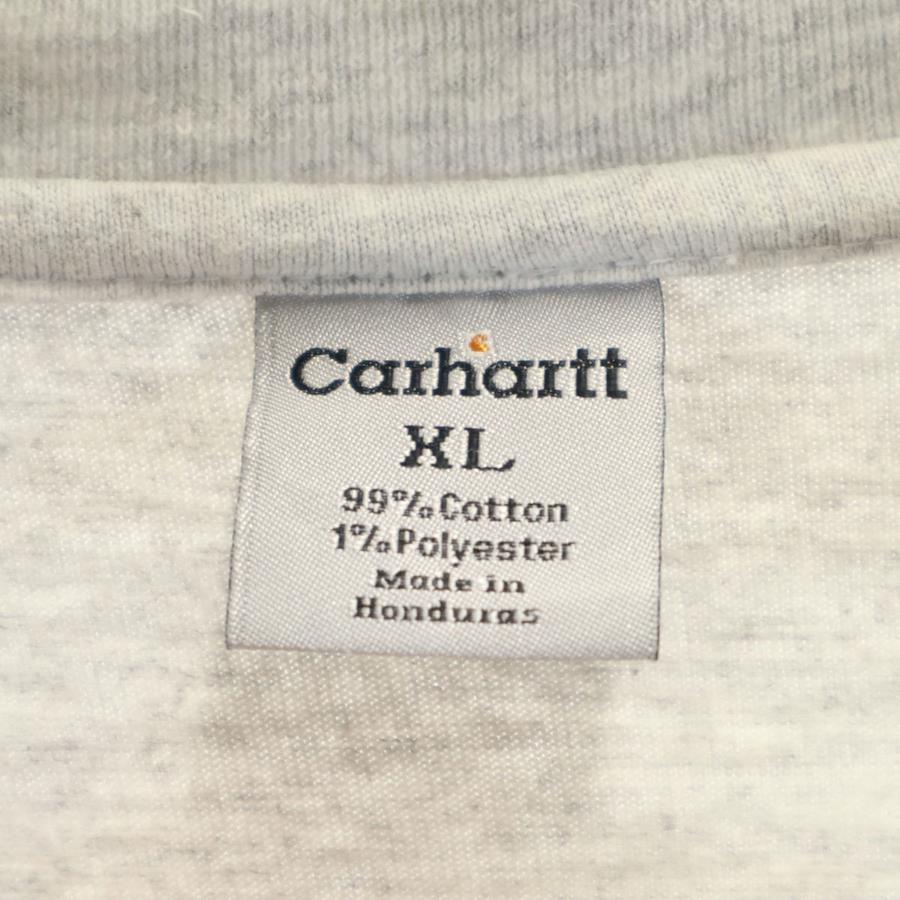 Carhartt
XL
99% Cotton
1% Polyester
Made in
Honduras